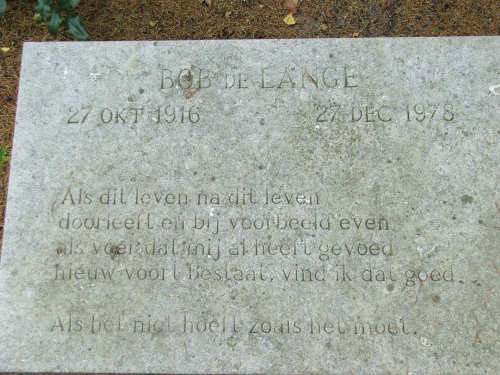 BOB DE LANGE
27 OKT 1916 27 DEC 1978
Als dit leven na dit leven
doorleeft en bij voorbeeld even
als voer dat mij al heeft gevoed
nieuw voort bestaat, vind ik dat goed.
Als het niet hoeft zoals het moet.